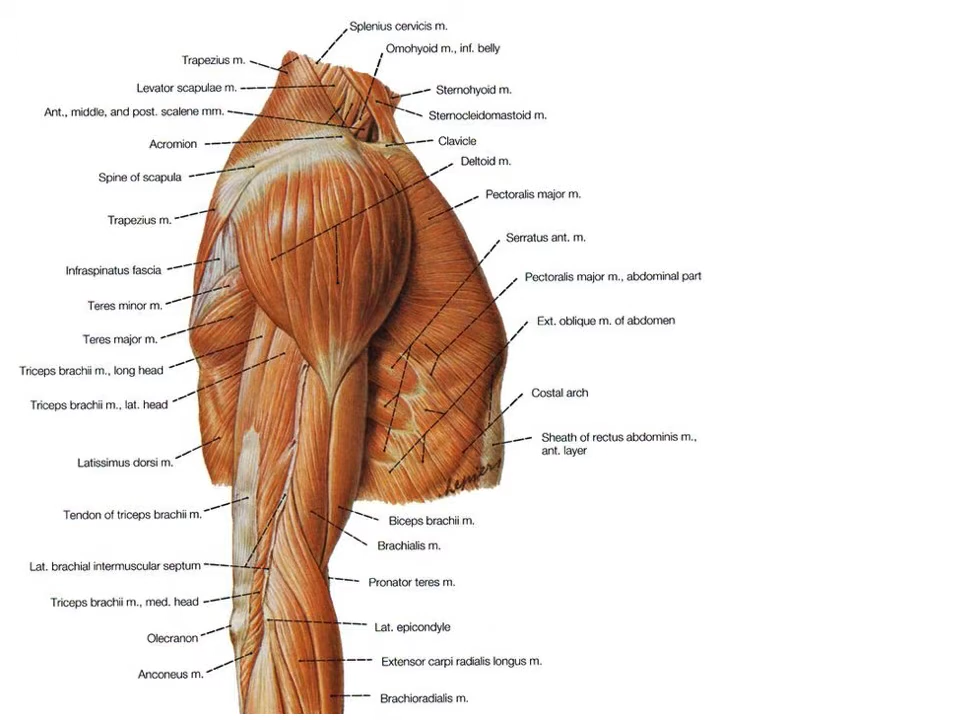 Splenius cervicis m.
Omohyoid m., inf. belly
Trapezius m.
Levator scapulae m.
Sternohyoid m.
Ant., middle, and post. scalene mm.
Sternocleidomastoid m.
Acromion
Clavicle
Deltoid m.
Spine of scapula
Pectoralis major m.
Trapezius m.
Serratus ant. m.
Infraspinatus fascia
Pectoralis major m., abdominal part
Teres minor m.
Ext. oblique m. of abdomen
Teres major m.
Triceps brachii m., long head
Costal arch
Triceps brachii m., lat. head
Sheath of rectus abdominis m.,
ant. layer
Latissimus dorsi m.
Tendon of triceps brachii m.
Biceps brachii m.
Brachialis m.
Lat. brachial intermuscular septum
Pronator teres m.
Triceps brachii m., med. head
Lat. epicondyle
Olecranon
Extensor carpi radialis longus m.
Anconeus m.
Brachioradialis m.